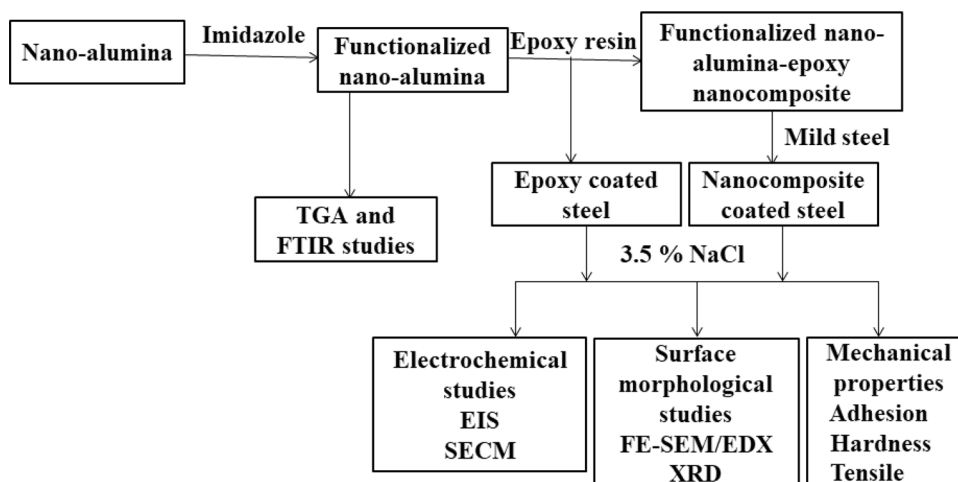 Nano-alumina
Imidazole
Functionalized
nano-alumina
Epoxy resin
Functionalized nano-
alumina-epoxy
nanocomposite
Mild steel
TGA and
FTIR studies
Epoxy coated
steel
Nanocomposite
coated steel
3.5 % NaCl
Electrochemical
studies
EIS
SECM
Surface
morphological
studies
FE-SEM/EDX
XRD
Mechanical
properties
Adhesion
Hardness
Tensile